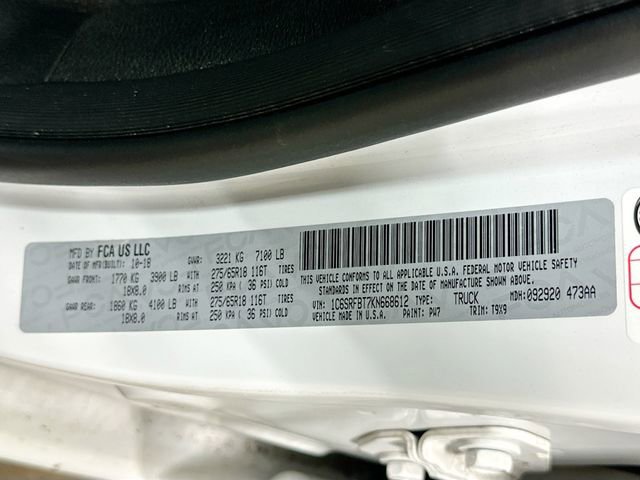 MFD BY FCA US LLC
DATE OF MFR(BUILT): 10-18 GVWR: 3221 KG 7100 LB
GAWR FRONT: 1770 KG 3900 LB 275/65R18 116T TIRES
18X8.0 RIMS AT 250 KPA ( 36 PSI) COLD
GAWR REAR: 1860 KG 4100 LB 275/65R18 116T TIRES
18X8.0 RIMS AT 250 KPA ( 36 PSI) COLD
THIS VEHICLE CONFORMS TO ALL APPLICABLE U.S.A. FEDERAL MOTOR VEHICLE SAFETY
STANDARDS IN EFFECT ON THE DATE OF MANUFACTURE SHOWN ABOVE.
VIN: 1C6SRFBT7KN668612 TYPE: TRUCK MDH: 092920 473AA
VEHICLE MADE IN U.S.A. PAINT: PW7 TRIM: T9X9